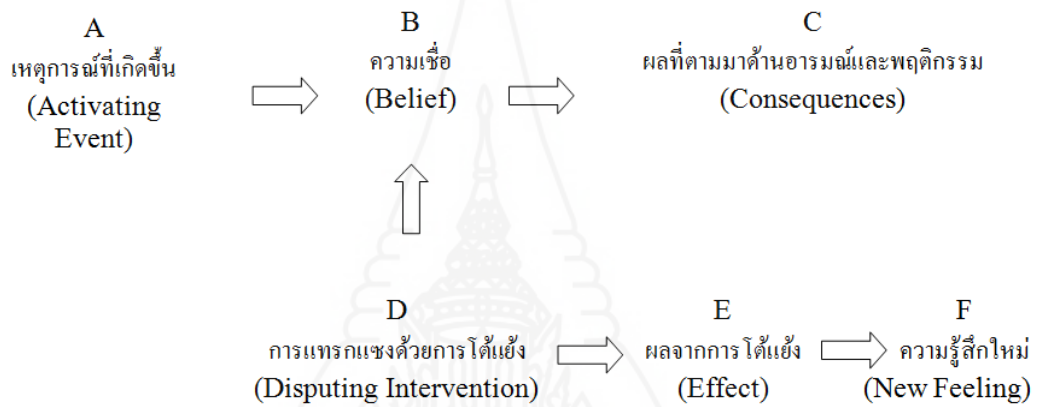 A
เหตุการณ์ที่เกิดขึ้น
(Activating
Event)
B
ความเชื่อ
(Belief)
C
ผลที่ตามมาด้านอารมณ์และพฤติกรรม
(Consequences)
D
การแทรกแซงด้วยการโต้แย้ง
(Disputing Intervention)
E
ผลจากการโต้แย้ง
(Effect)
F
ความรู้สึกใหม่
(New Feeling)